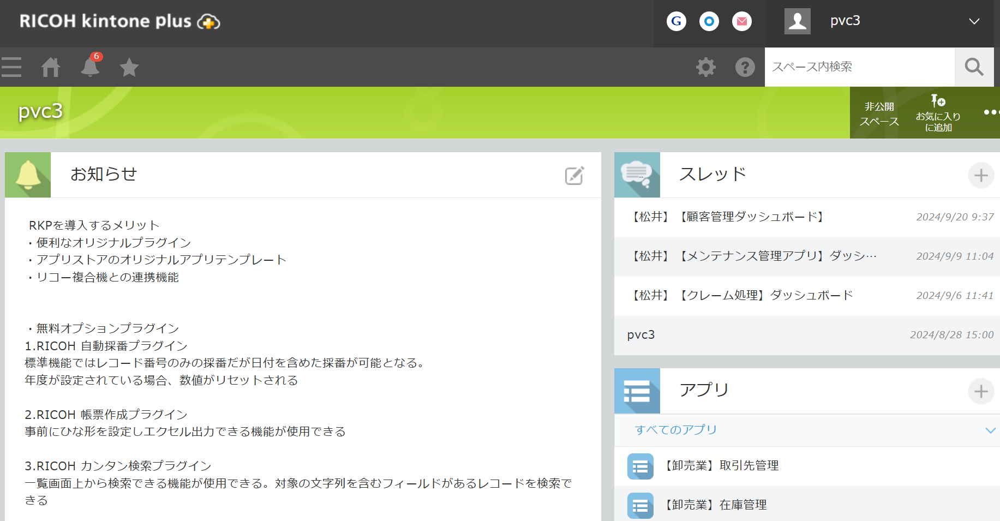 RICOH kintone plus
G
pvc3
6
スペース内検索
pvc3
非公開
スペース
お気に入り
に追加
お知らせ
RKPを導入するメリット
・便利なオリジナルプラグイン
・アプリストアのオリジナルアプリテンプレート
・リコー複合機との連携機能
・無料オプションプラグイン
1.RICOH 自動採番プラグイン
標準機能ではレコード番号のみの採番だが日付を含めた採番が可能となる。
年度が設定されている場合、数値がリセットされる
2.RICOH 帳票作成プラグイン
事前にひな形を設定しエクセル出力できる機能が使用できる
3.RICOH カンタン検索プラグイン
一覧画面上から検索できる機能が使用できる。対象の文字列を含むフィールドがあるレコードを検索で
きる
スレッド
【松井】【顧客管理ダッシュボード】 2024/9/20 9:37
【松井】【メンテナンス管理アプリ】ダッシ… 2024/9/9 11:04
【松井】【クレーム処理】ダッシュボード 2024/9/6 11:41
pvc3 2024/8/28 15:00
アプリ
すべてのアプリ
【卸売業】取引先管理
【卸売業】在庫管理